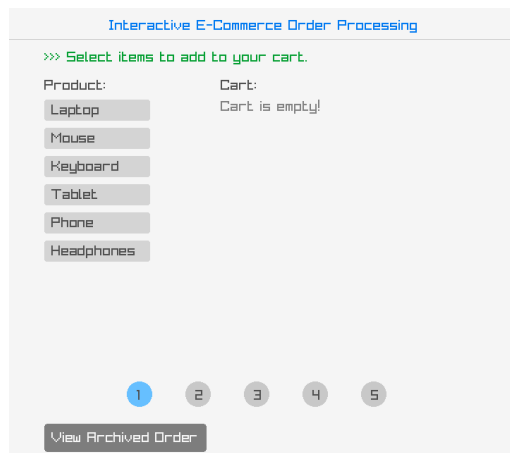 Interactive E-Commerce Order Processing
>>> Select items to add to your cart.
Product:
Laptop
Mouse
Keyboard
Tablet
Phone
Headphones
Cart:
Cart is empty!
1 2 3 4 5
View Archived Order